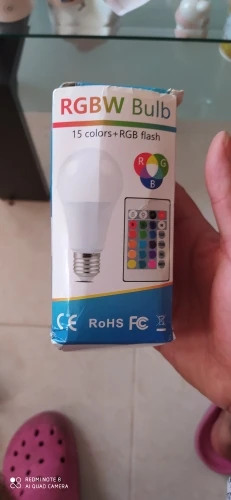 RGBW Bulb
15 colors+RGB flash
R G
B
CE RoHS FC
REDMI NOTE 8
AI QUAD CAMERA